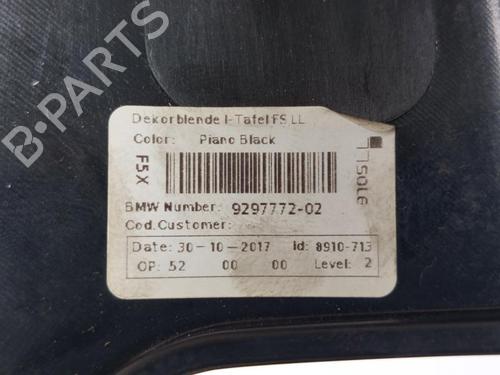 Dekorblende I-Tafel FS LL
Color: Piano Black
F5X
BMW Number: 9297772-02
Cod.Customer:
Date: 30-10-2017 Id: 8910-713
OP: 52 00 00 Level: 2
B-PARTS